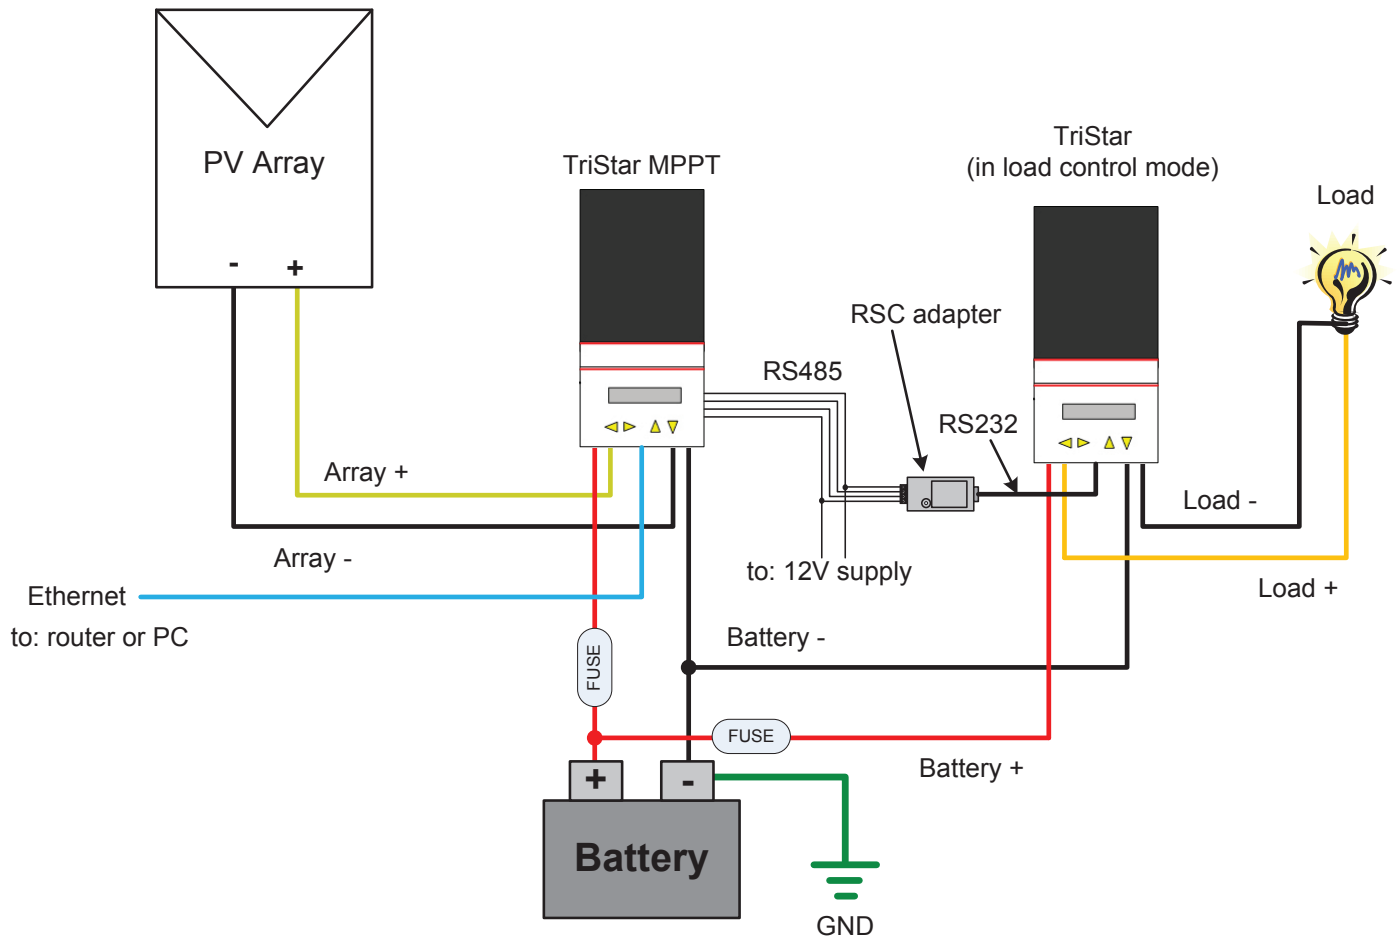 PV Array
- +
TriStar MPPT
TriStar
(in load control mode)
Load
RSC adapter
RS485
RS232
Array +
Array -
Load -
Load +
to: 12V supply
Ethernet
to: router or PC
Battery -
FUSE
FUSE
Battery +
+ -
Battery
GND